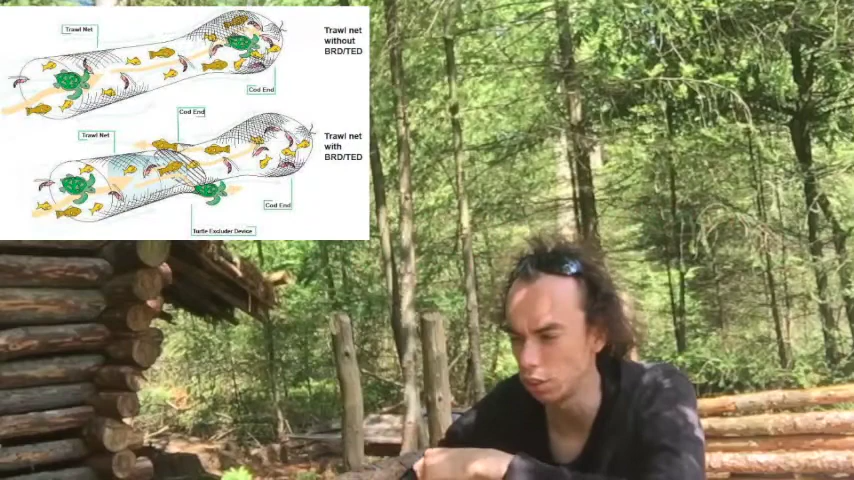 Trawl Net
Trawl net
without
BRD/TED
Cod End
Cod End
Trawl Net
Trawl net
with
BRD/TED
Cod End
Turtle Excluder Device